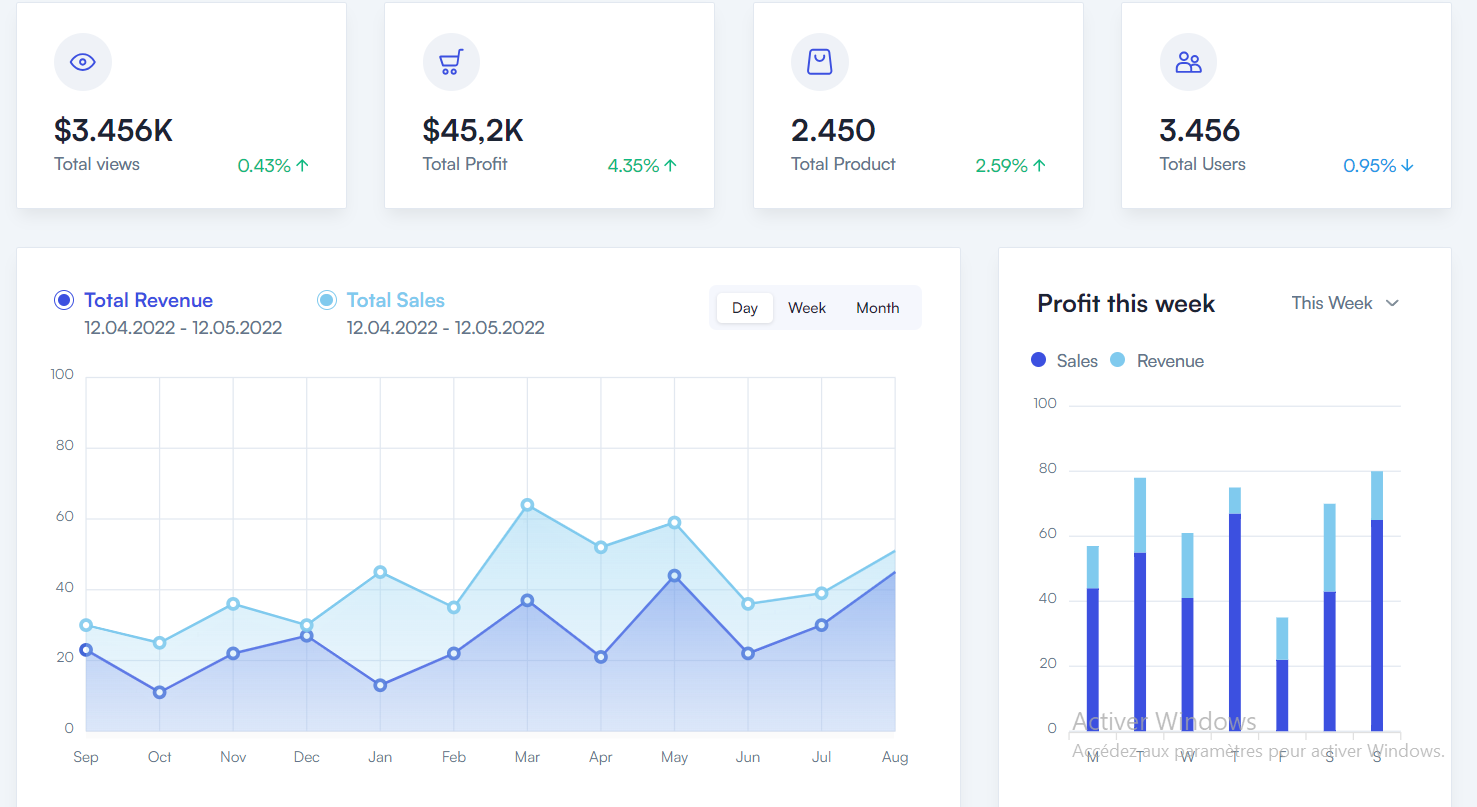 $3.456K
Total views
0.43%
$45,2K
Total Profit
4.35%
2.450
Total Product
2.59%
3.456
Total Users
0.95%
Total Revenue
12.04.2022 - 12.05.2022
Total Sales
12.04.2022 - 12.05.2022
Day Week Month
100
80
60
40
20
0
Sep Oct Nov Dec Jan Feb Mar Apr May Jun Jul Aug
Profit this week
This Week
Sales Revenue
100
80
60
40
20
0
M T W T F S S
Activer Windows
Accédez aux paramètres pour activer Windows.